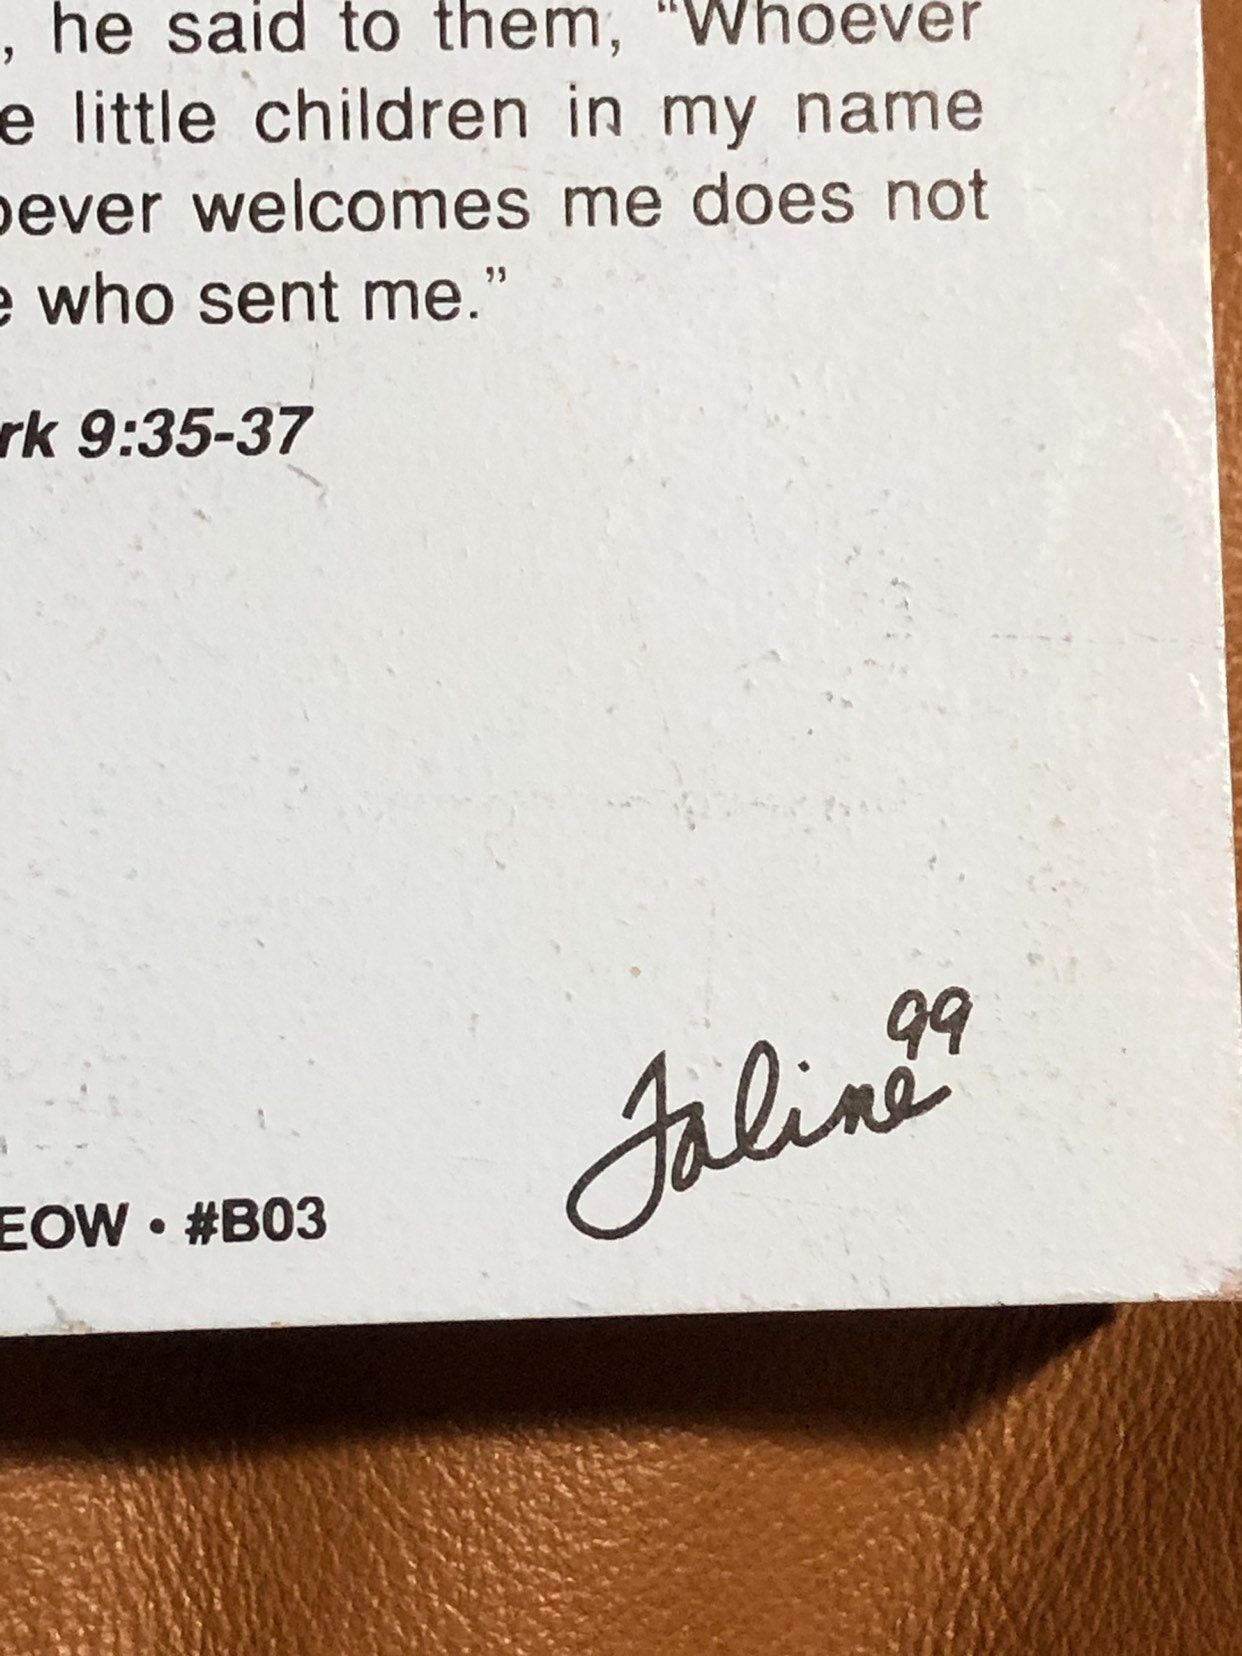 , he said to them, “Whoever
e little children in my name
oever welcomes me does not
e who sent me.”
rk 9:35-37
99
Faline
EOW • #B03